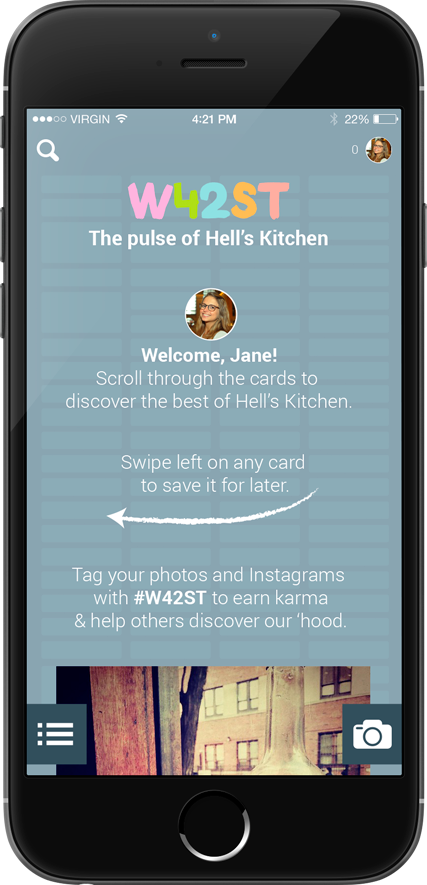 VIRGIN 4:21 PM 22%
0
W42ST
The pulse of Hell's Kitchen
Welcome, Jane!
Scroll through the cards to
discover the best of Hell's Kitchen.
Swipe left on any card
to save it for later.
Tag your photos and Instagrams
with #W42ST to earn karma
& help others discover our ‘hood.